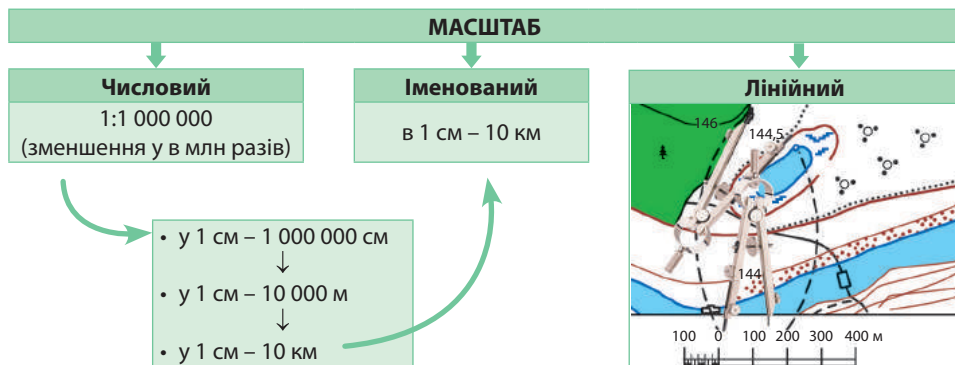 МАСШТАБ
Числовий
1:1 000 000
(зменшення у в млн разів)
Іменований
в 1 см – 10 км
Лінійний
146
144,5
144
100 0 100 200 300 400 м
• у 1 см – 1 000 000 см
↓
• у 1 см – 10 000 м
↓
• у 1 см – 10 км